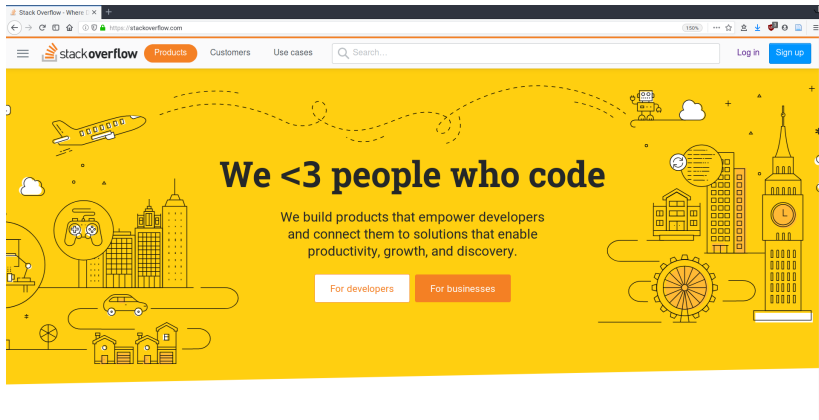 Stack Overflow - Where
https://stackoverflow.com
150%
stackoverflow
Products
Customers
Use cases
Search...
Log in
Sign up
We <3 people who code
We build products that empower developers
and connect them to solutions that enable
productivity, growth, and discovery.
For developers
For businesses